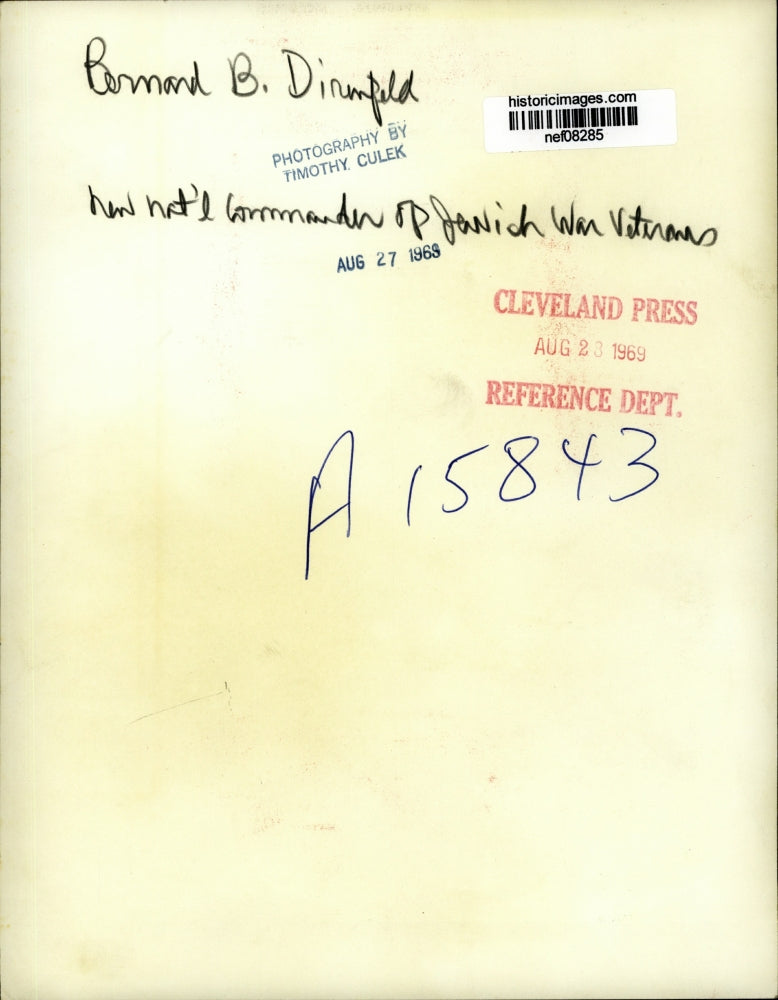 Bernard B. Direnfeld
historicimages.com
nef08285
PHOTOGRAPHY BY
TIMOTHY. CULEK
new nat'l Commander of Jewish War Veterans
AUG 27 1969
CLEVELAND PRESS
AUG 28 1969
REFERENCE DEPT.
A 15843